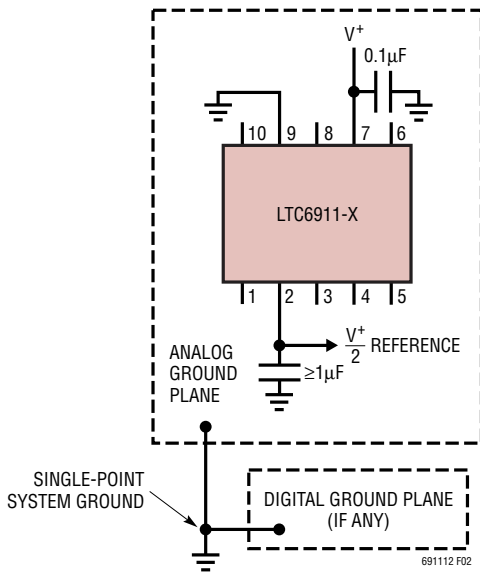 V+
0.1µF
10 9 8 7 6
LTC6911-X
1 2 3 4 5
V+
2
REFERENCE
≥1µF
ANALOG
GROUND
PLANE
SINGLE-POINT
SYSTEM GROUND
DIGITAL GROUND PLANE
(IF ANY)
691112 F02